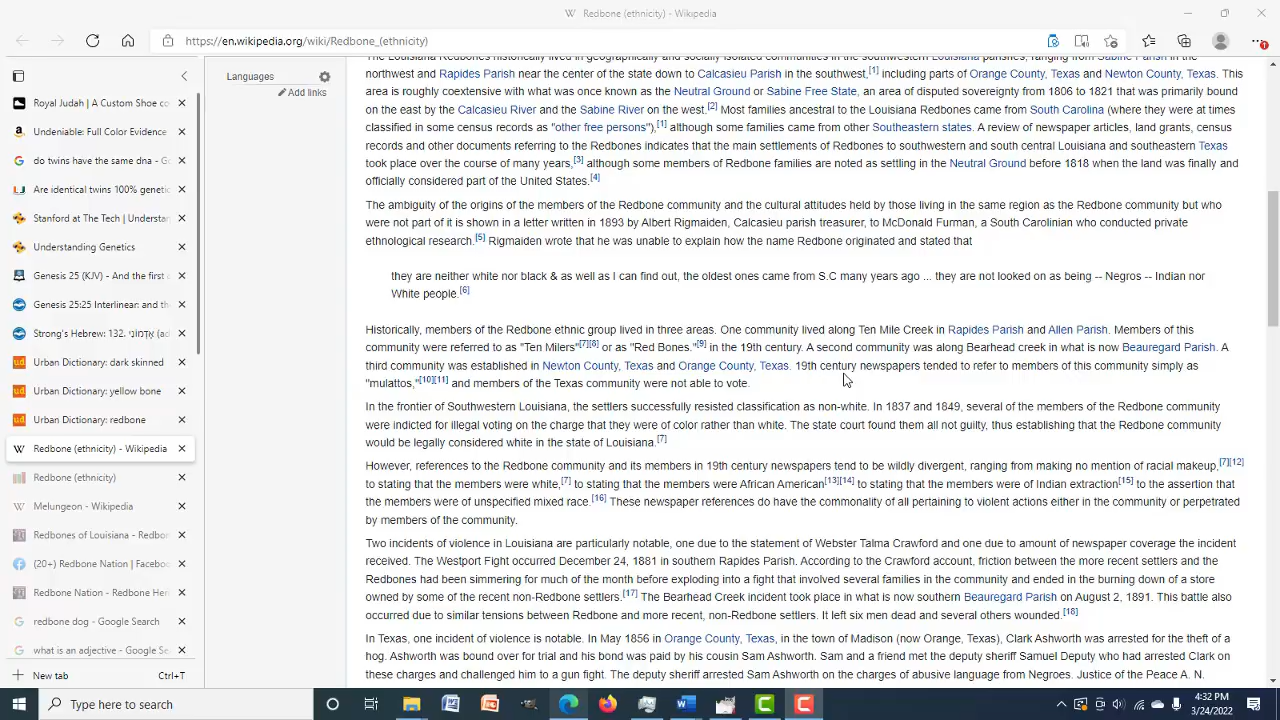 Redbone (ethnicity) - Wikipedia
https://en.wikipedia.org/wiki/Redbone_(ethnicity)
Royal Judah | A Custom Shoe co
Undeniable: Full Color Evidence
do twins have the same dna - Go
Are identical twins 100% genetic
Stanford at The Tech | Understan
Understanding Genetics
Genesis 25 (KJV) - And the first c
Genesis 25:25 Interlinear: and the
Strong's Hebrew: 132. אַדְמוֹנִי (ad
Urban Dictionary: dark skinned
Urban Dictionary: yellow bone
Urban Dictionary: redbone
Redbone (ethnicity) - Wikipedia
Redbone (ethnicity)
Melungeon - Wikipedia
Redbones of Louisiana - Redbon
(20+) Redbone Nation | Faceboo
Redbone Nation - Redbone Heri
redbone dog - Google Search
what is an adjective - Google Se
New tab Ctrl+T
Languages
Add links
northwest and Rapides Parish near the center of the state down to Calcasieu Parish in the southwest,[1] including parts of Orange County, Texas and Newton County, Texas. This
area is roughly coextensive with what was once known as the Neutral Ground or Sabine Free State, an area of disputed sovereignty from 1806 to 1821 that was primarily bound
on the east by the Calcasieu River and the Sabine River on the west.[2] Most families ancestral to the Louisiana Redbones came from South Carolina (where they were at times
classified in some census records as "other free persons"),[1] although some families came from other Southeastern states. A review of newspaper articles, land grants, census
records and other documents referring to the Redbones indicates that the main settlements of Redbones to southwestern and south central Louisiana and southeastern Texas
took place over the course of many years,[3] although some members of Redbone families are noted as settling in the Neutral Ground before 1818 when the land was finally and
officially considered part of the United States.[4]
The ambiguity of the origins of the members of the Redbone community and the cultural attitudes held by those living in the same region as the Redbone community but who
were not part of it is shown in a letter written in 1893 by Albert Rigmaiden, Calcasieu parish treasurer, to McDonald Furman, a South Carolinian who conducted private
ethnological research.[5] Rigmaiden wrote that he was unable to explain how the name Redbone originated and stated that
they are neither white nor black & as well as I can find out, the oldest ones came from S.C many years ago ... they are not looked on as being -- Negros -- Indian nor
White people.[6]
Historically, members of the Redbone ethnic group lived in three areas. One community lived along Ten Mile Creek in Rapides Parish and Allen Parish. Members of this
community were referred to as "Ten Milers"[7][8] or as "Red Bones."[9] in the 19th century. A second community was along Bearhead creek in what is now Beauregard Parish. A
third community was established in Newton County, Texas and Orange County, Texas. 19th century newspapers tended to refer to members of this community simply as
"mulattos,"[10][11] and members of the Texas community were not able to vote.
In the frontier of Southwestern Louisiana, the settlers successfully resisted classification as non-white. In 1837 and 1849, several of the members of the Redbone community
were indicted for illegal voting on the charge that they were of color rather than white. The state court found them all not guilty, thus establishing that the Redbone community
would be legally considered white in the state of Louisiana.[7]
However, references to the Redbone community and its members in 19th century newspapers tend to be wildly divergent, ranging from making no mention of racial makeup,[7][12]
to stating that the members were white,[7] to stating that the members were African American[13][14] to stating that the members were of Indian extraction[15] to the assertion that
the members were of unspecified mixed race.[16] These newspaper references do have the commonality of all pertaining to violent actions either in the community or perpetrated
by members of the community.
Two incidents of violence in Louisiana are particularly notable, one due to the statement of Webster Talma Crawford and one due to amount of newspaper coverage the incident
received. The Westport Fight occurred December 24, 1881 in southern Rapides Parish. According to the Crawford account, friction between the more recent settlers and the
Redbones had been simmering for much of the month before exploding into a fight that involved several families in the community and ended in the burning down of a store
owned by some of the recent non-Redbone settlers.[17] The Bearhead Creek incident took place in what is now southern Beauregard Parish on August 2, 1891. This battle also
occurred due to similar tensions between Redbone and more recent, non-Redbone settlers. It left six men dead and several others wounded.[18]
In Texas, one incident of violence is notable. In May 1856 in Orange County, Texas, in the town of Madison (now Orange, Texas), Clark Ashworth was arrested for the theft of a
hog. Ashworth was bound over for trial and his bond was paid by his cousin Sam Ashworth. Sam and a friend met the deputy sheriff Samuel Deputy who had arrested Clark on
these charges and challenged him to a gun fight. The deputy sheriff arrested Sam Ashworth on the charges of abusive language from Negroes. Justice of the Peace A. N.
Type here to search
4:32 PM
3/24/2022